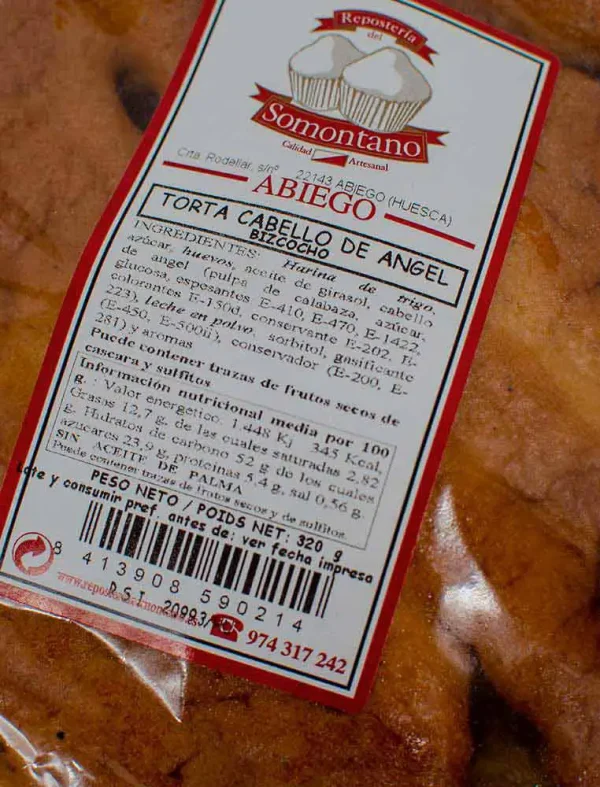 Repostería
del
Somontano
Calidad Artesanal
Crta. Rodellar, s/nº 22143 ABIEGO (HUESCA)
ABIEGO
TORTA CABELLO DE ANGEL
BIZCOCHO
INGREDIENTES: Harina de trigo,
azúcar, huevos, aceite de girasol, cabello
de angel (pulpa de calabaza, azúcar,
glucosa, espesantes E-410, E-470, E-1422,
colorantes E-150d, conservante E-202, E-
223), leche en polvo, sorbitol, gasificante
(E-450, E-500ii), conservador (E-200, E-
281) y aromas
Puede contener trazas de frutos secos de
cascara y sulfitos
Información nutricional media por 100
g. : Valor energetico. 1.448 Kj 345 Kcal,
Grasas 12,7 g, de las cuales saturadas 2,82
g. Hidratos de carbono 52 g de los cuales
azucares 23,9 g, proteinas 5,4 g, sal 0,56 g.
SIN ACEITE DE PALMA
Puede contener trazas de frutos secos y de sulfitos.
PESO NETO / POIDS NET: 320 g
Lote y consumir pref. antes de: ver fecha impresa
8 413908 590214
R.S.I. 20993/
974 317 242